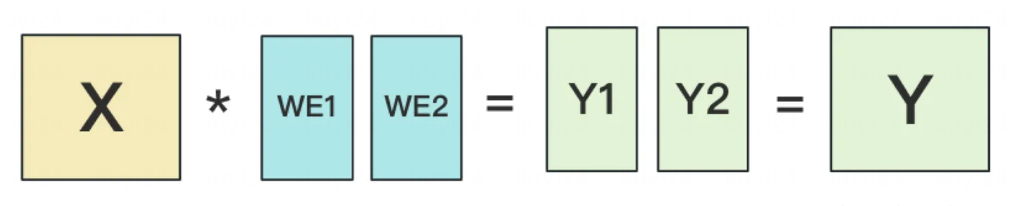 X * WE1 WE2 = Y1 Y2 = Y